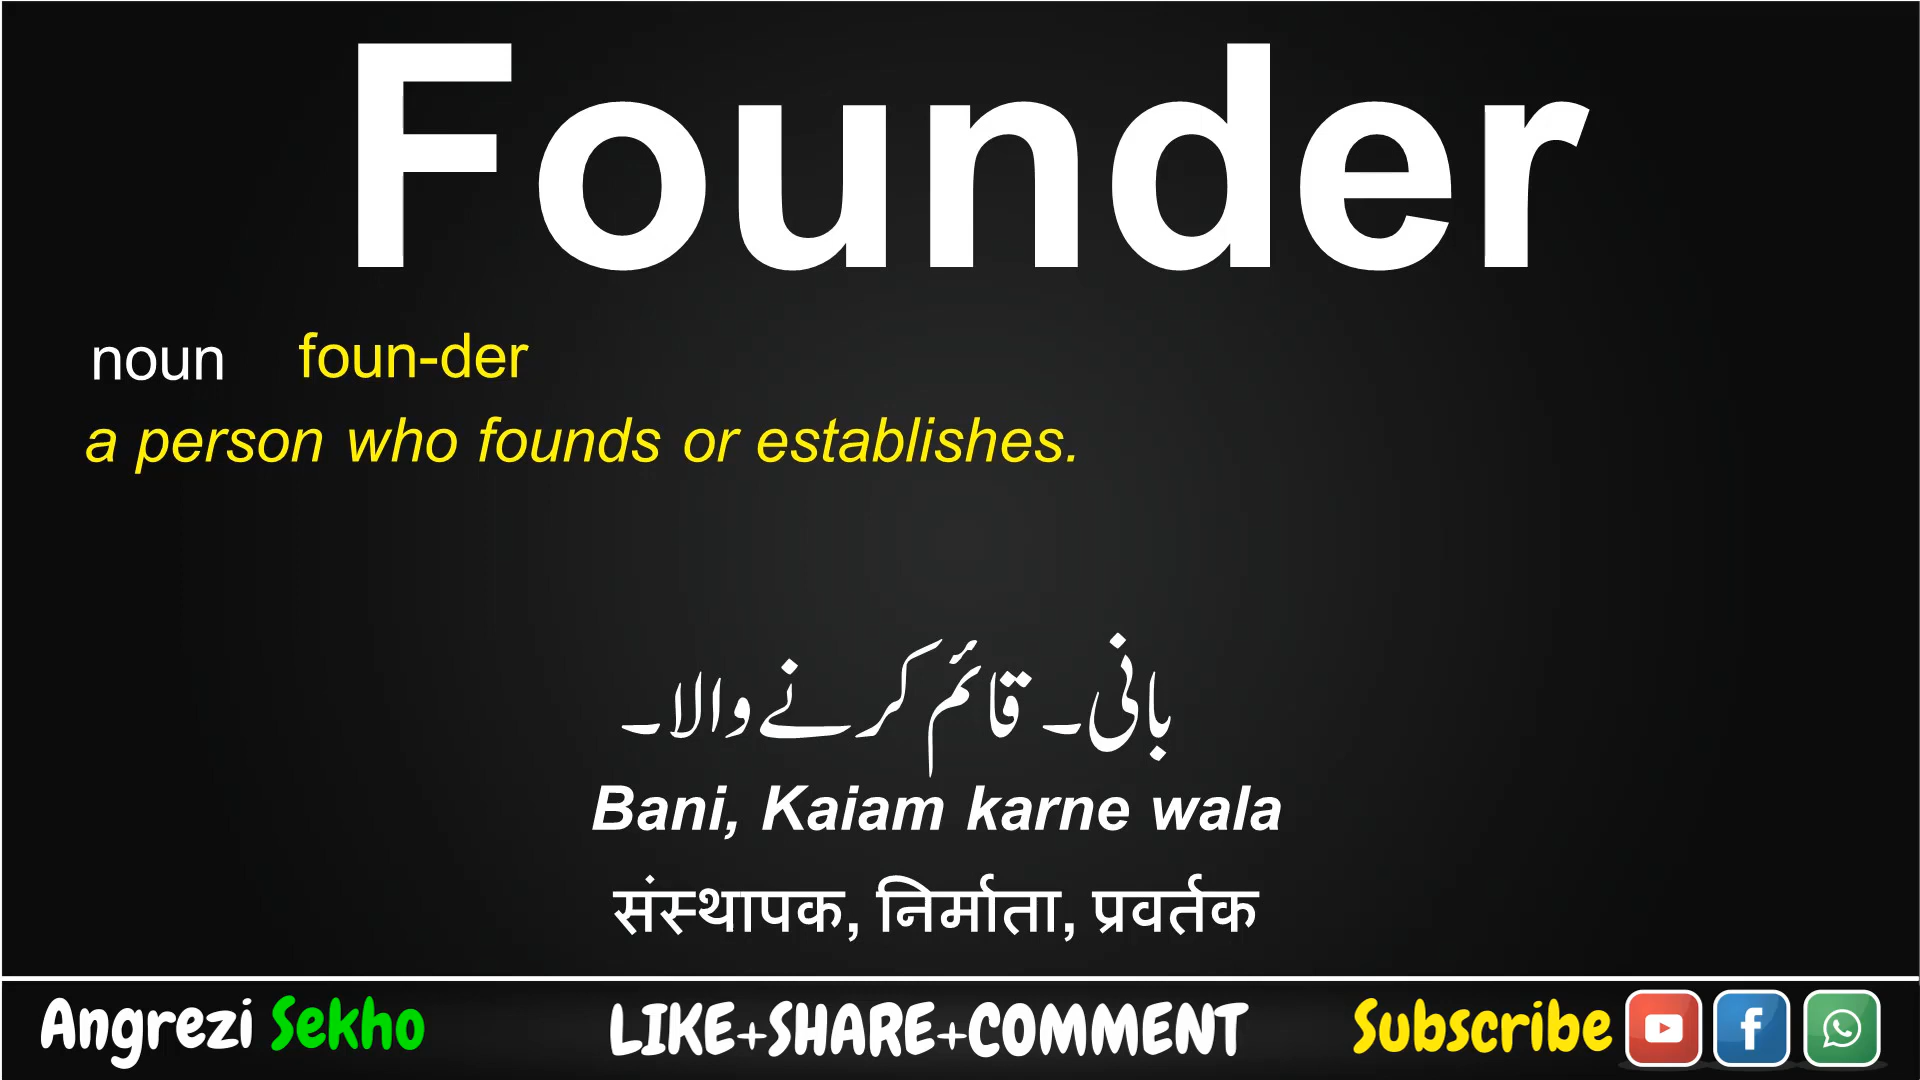 Founder
noun foun-der
a person who founds or establishes.
بانی۔ قائم کرنے والا۔
Bani, Kaiam karne wala
संस्थापक, निर्माता, प्रवर्तक
Angrezi Sekho LIKE+SHARE+COMMENT Subscribe